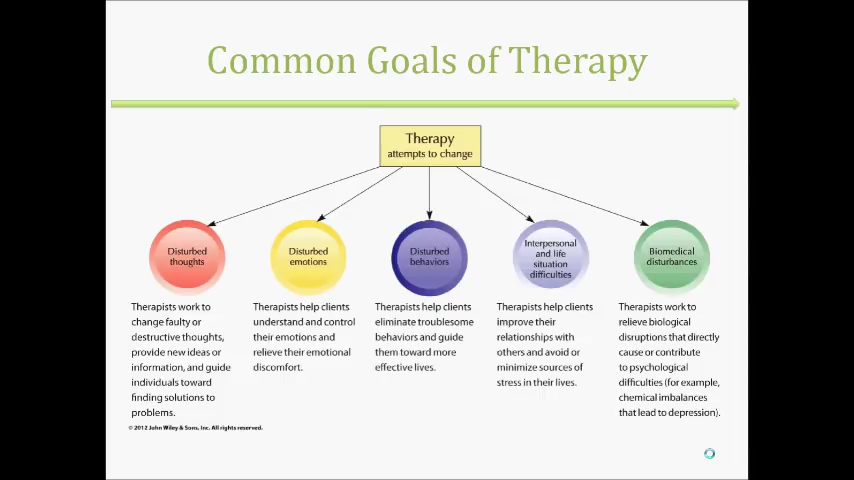 Common Goals of Therapy
Therapy
attempts to change
Disturbed
thoughts
Therapists work to
change faulty or
destructive thoughts,
provide new ideas or
information, and guide
individuals toward
finding solutions to
problems.
Disturbed
emotions
Therapists help clients
understand and control
their emotions and
relieve their emotional
discomfort.
Disturbed
behaviors
Therapists help clients
eliminate troublesome
behaviors and guide
them toward more
effective lives.
Interpersonal
and life
situation
difficulties
Therapists help clients
improve their
relationships with
others and avoid or
minimize sources of
stress in their lives.
Biomedical
disturbances
Therapists work to
relieve biological
disruptions that directly
cause or contribute
to psychological
difficulties (for example,
chemical imbalances
that lead to depression).
© 2012 John Wiley & Sons, Inc. All rights reserved.